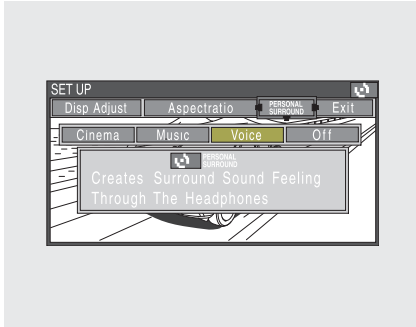 SET UP
Disp Adjust Aspectratio PERSONAL SURROUND Exit
Cinema Music Voice Off
PERSONAL SURROUND
Creates Surround Sound Feeling
Through The Headphones